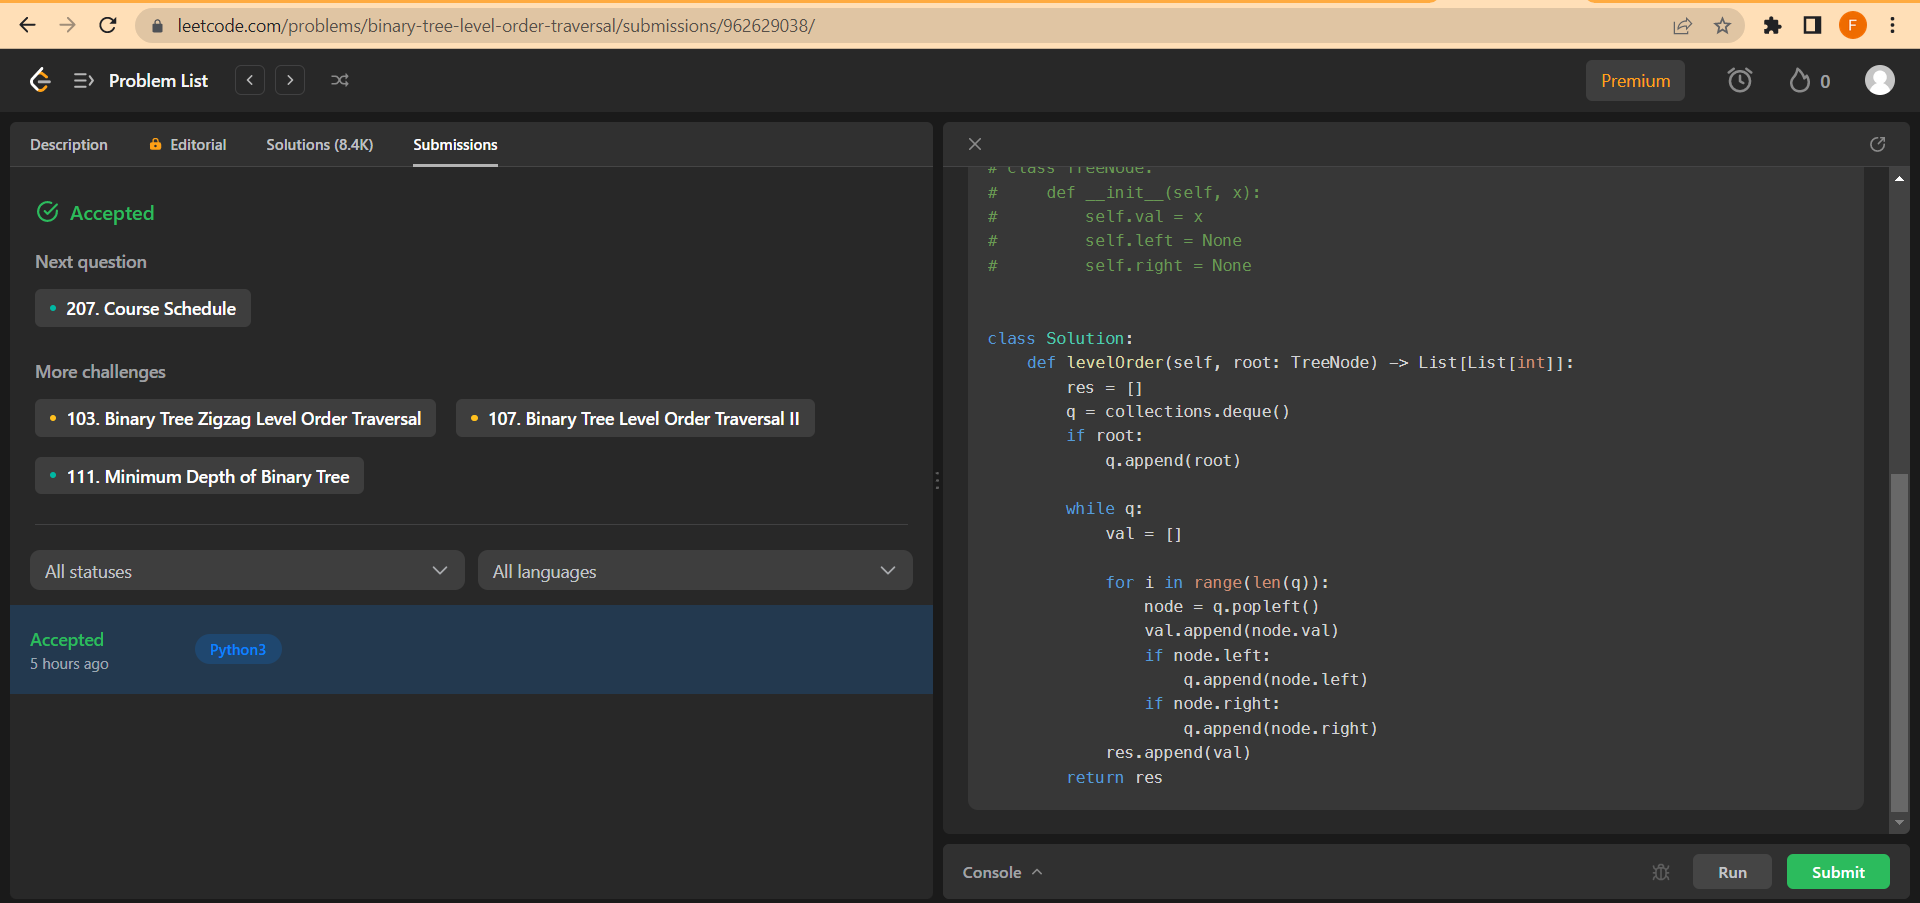 leetcode.com/problems/binary-tree-level-order-traversal/submissions/962629038/
F
Problem List
Premium
0
Description
Editorial
Solutions (8.4K)
Submissions
Accepted
Next question
207. Course Schedule
More challenges
103. Binary Tree Zigzag Level Order Traversal
107. Binary Tree Level Order Traversal II
111. Minimum Depth of Binary Tree
All statuses
All languages
Accepted
5 hours ago
Python3
# class TreeNode:
#     def __init__(self, x):
#         self.val = x
#         self.left = None
#         self.right = None
class Solution:
    def levelOrder(self, root: TreeNode) -> List[List[int]]:
        res = []
        q = collections.deque()
        if root:
            q.append(root)
        while q:
            val = []
            for i in range(len(q)):
                node = q.popleft()
                val.append(node.val)
                if node.left:
                    q.append(node.left)
                if node.right:
                    q.append(node.right)
            res.append(val)
        return res
Console
Run
Submit